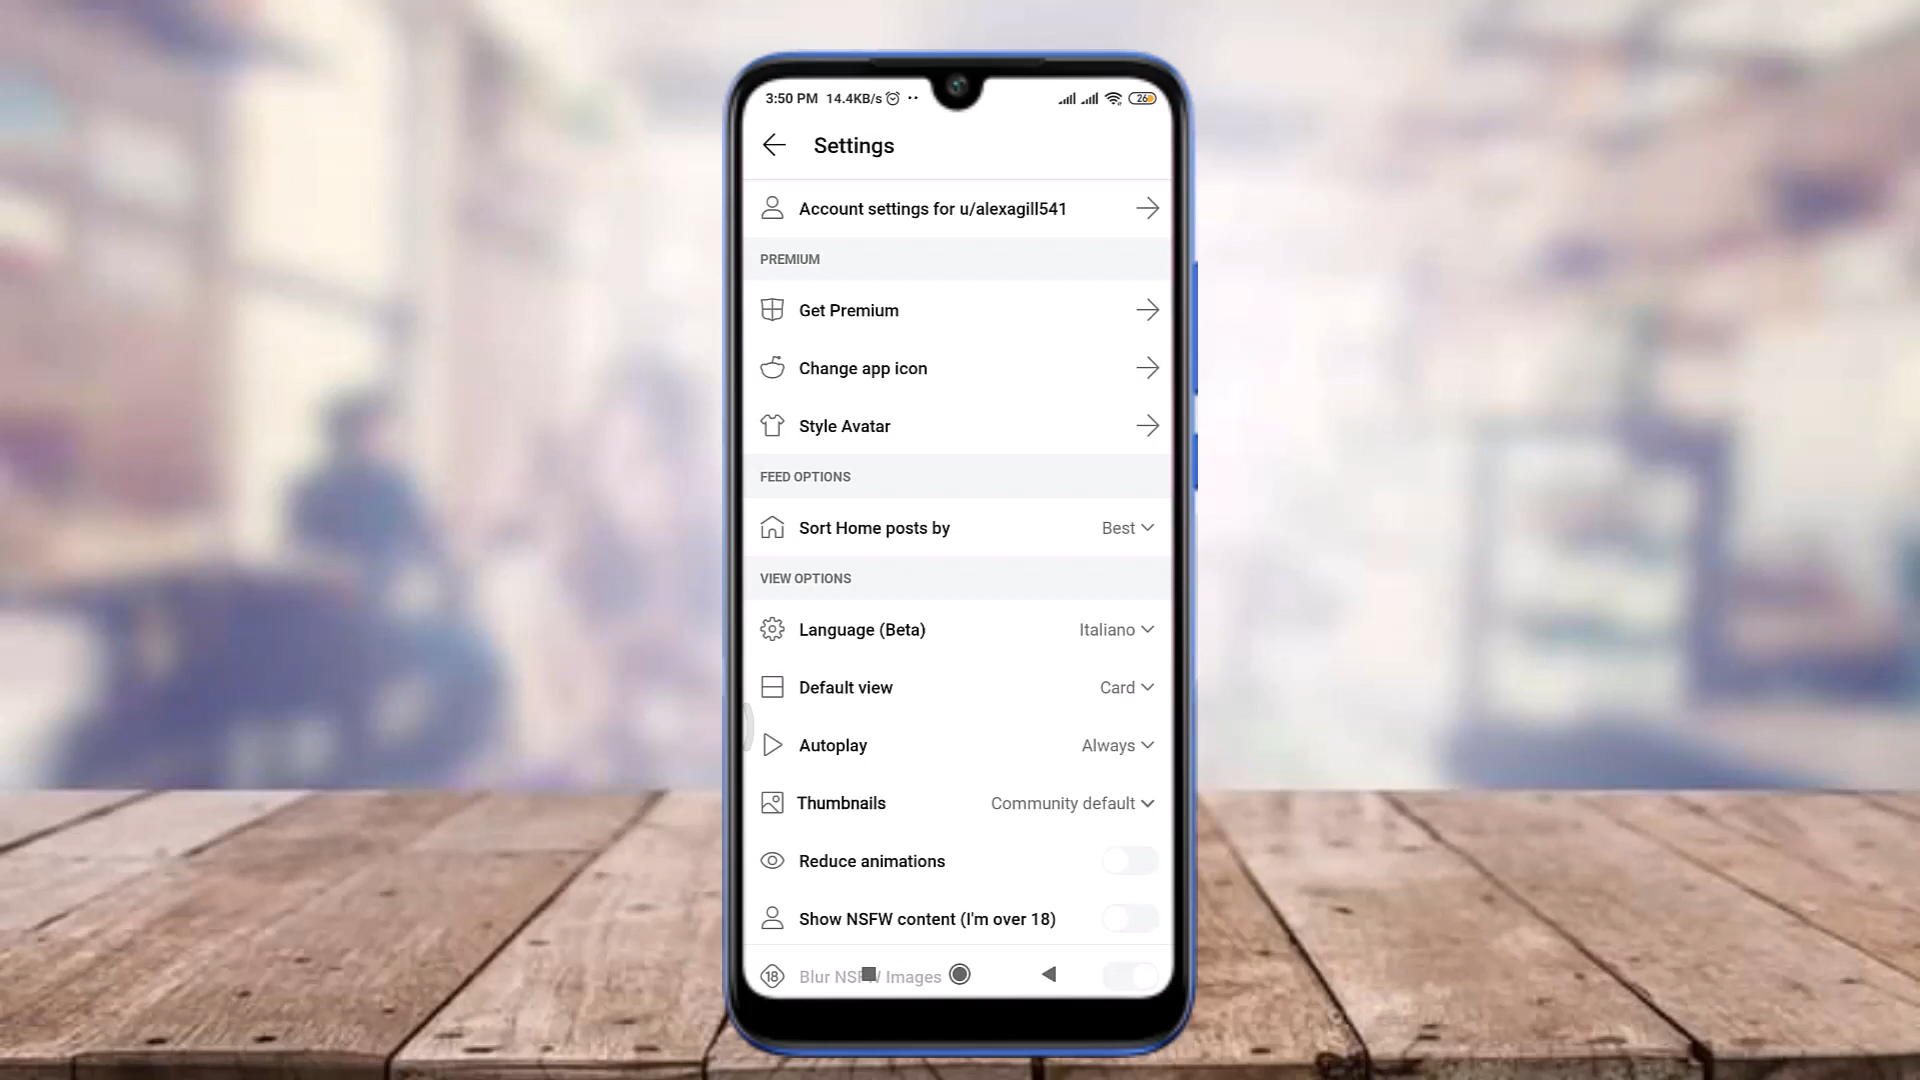 3:50 PM 14.4KB/s 26
Settings
Account settings for u/alexagill541
PREMIUM
Get Premium
Change app icon
Style Avatar
FEED OPTIONS
Sort Home posts by Best
VIEW OPTIONS
Language (Beta) Italiano
Default view Card
Autoplay Always
Thumbnails Community default
Reduce animations
Show NSFW content (I'm over 18)
18 Blur NSFW Images